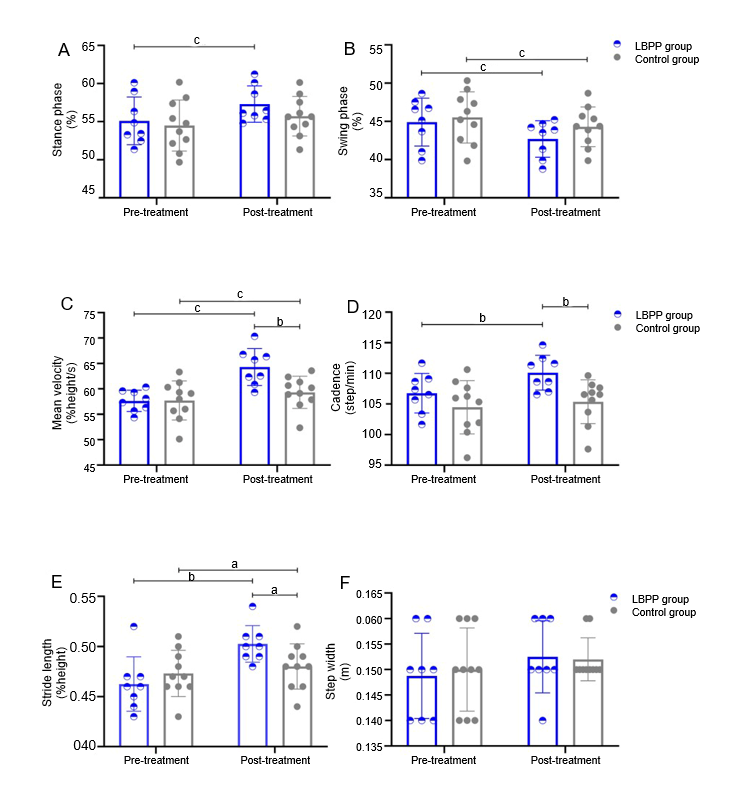 A
65
60
55
50
45
Stance phase
(%)
c
Pre-treatment
Post-treatment
B
55
50
45
40
35
Swing phase
(%)
c
c
Pre-treatment
Post-treatment
LBPP group
Control group
C
75
70
65
60
55
50
45
Mean velocity
(%height/s)
c
c
b
Pre-treatment
Post-treatment
D
120
115
110
105
100
95
Cadence
(step/min)
b
b
Pre-treatment
Post-treatment
LBPP group
Control group
E
0.55
0.50
0.45
040
Stride length
(%height)
a
b
a
Pre-treatment
Post-treatment
F
0.165
0.060
0.155
0.150
0.145
0.140
0.135
Step width
(m)
Pre-treatment
Post-treatment
LBPP group
Control group